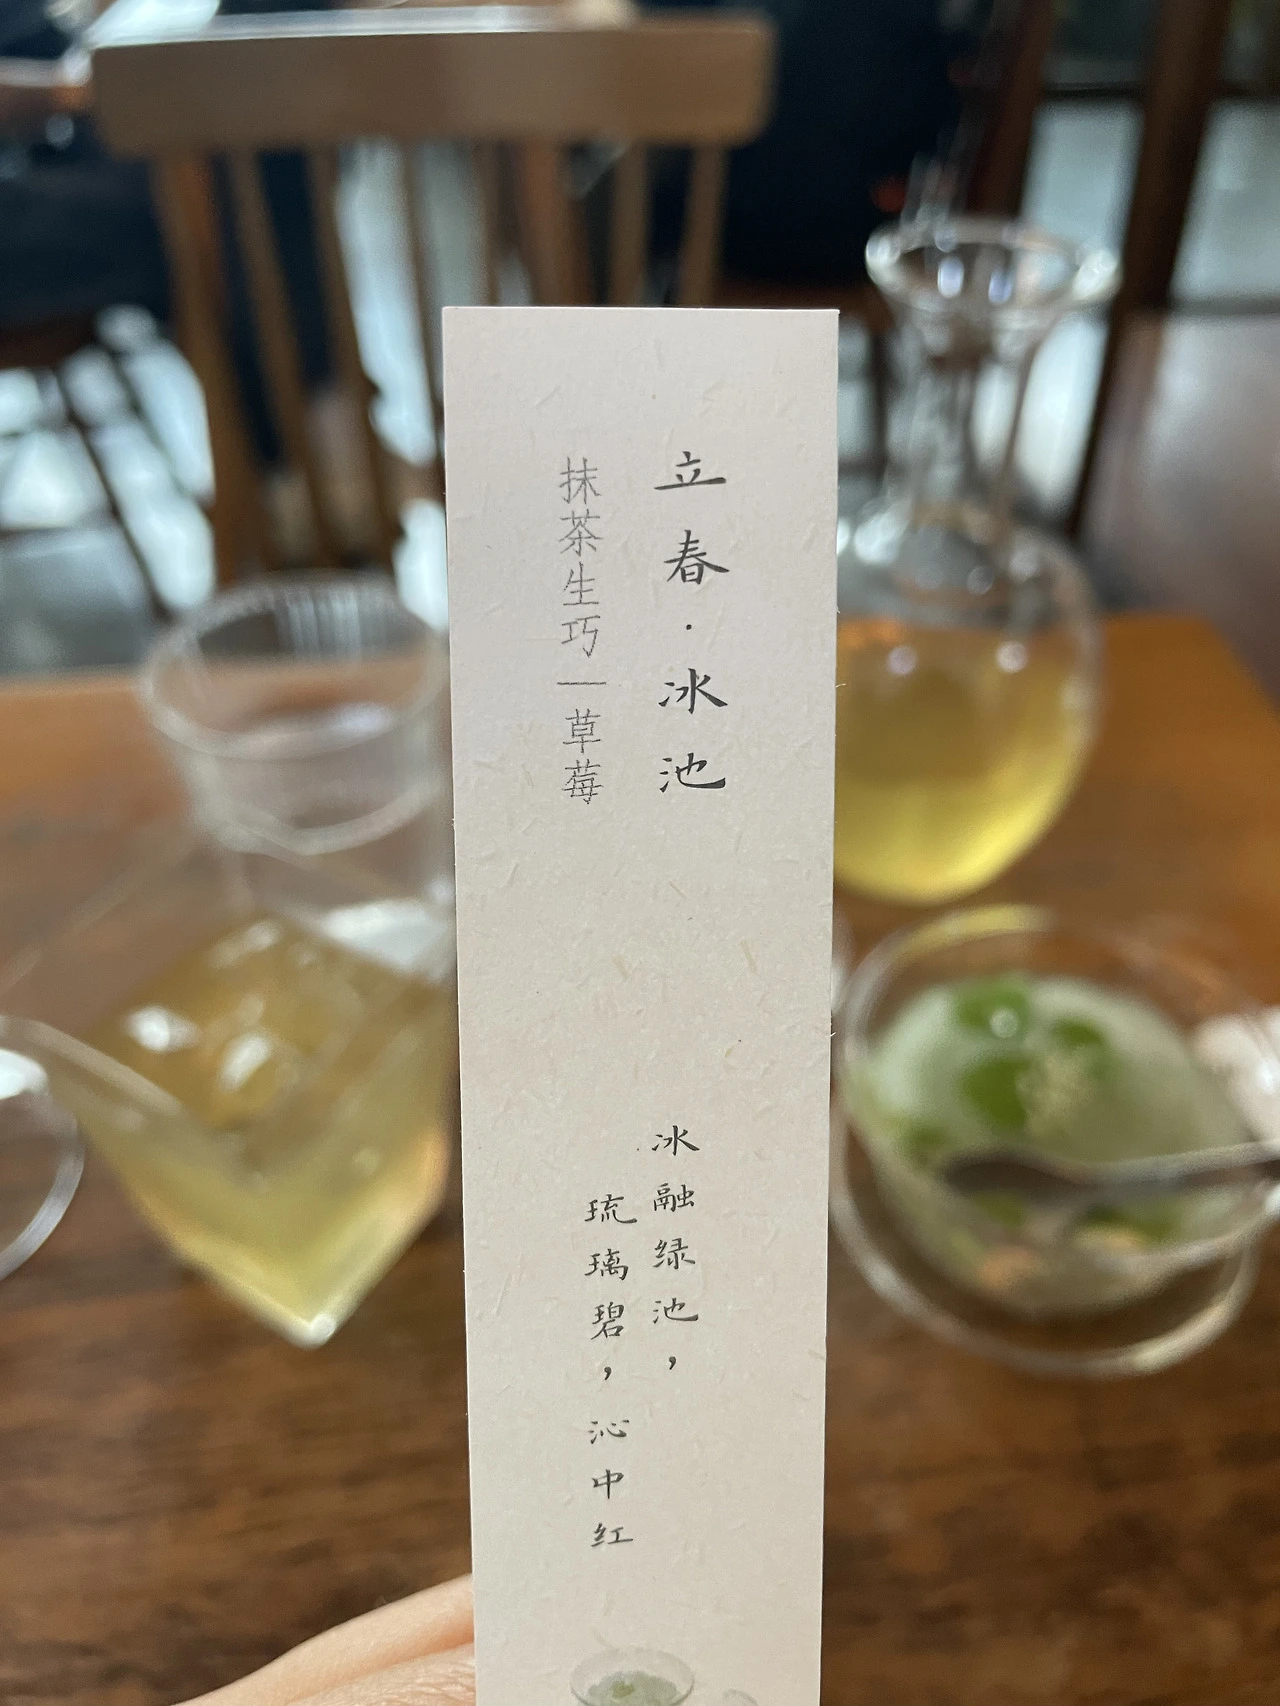 立春·冰池
抹茶生巧—草莓
冰融绿池，
琉璃碧，沁中红